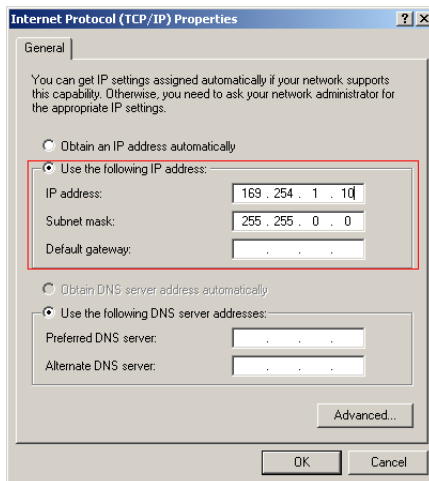 Internet Protocol (TCP/IP) Properties
General
You can get IP settings assigned automatically if your network supports
this capability. Otherwise, you need to ask your network administrator for
the appropriate IP settings.
Obtain an IP address automatically
Use the following IP address:
IP address: 169 . 254 . 1 . 10
Subnet mask: 255 . 255 . 0 . 0
Default gateway: . . .
Obtain DNS server address automatically
Use the following DNS server addresses:
Preferred DNS server: . . .
Alternate DNS server: . . .
Advanced...
OK Cancel